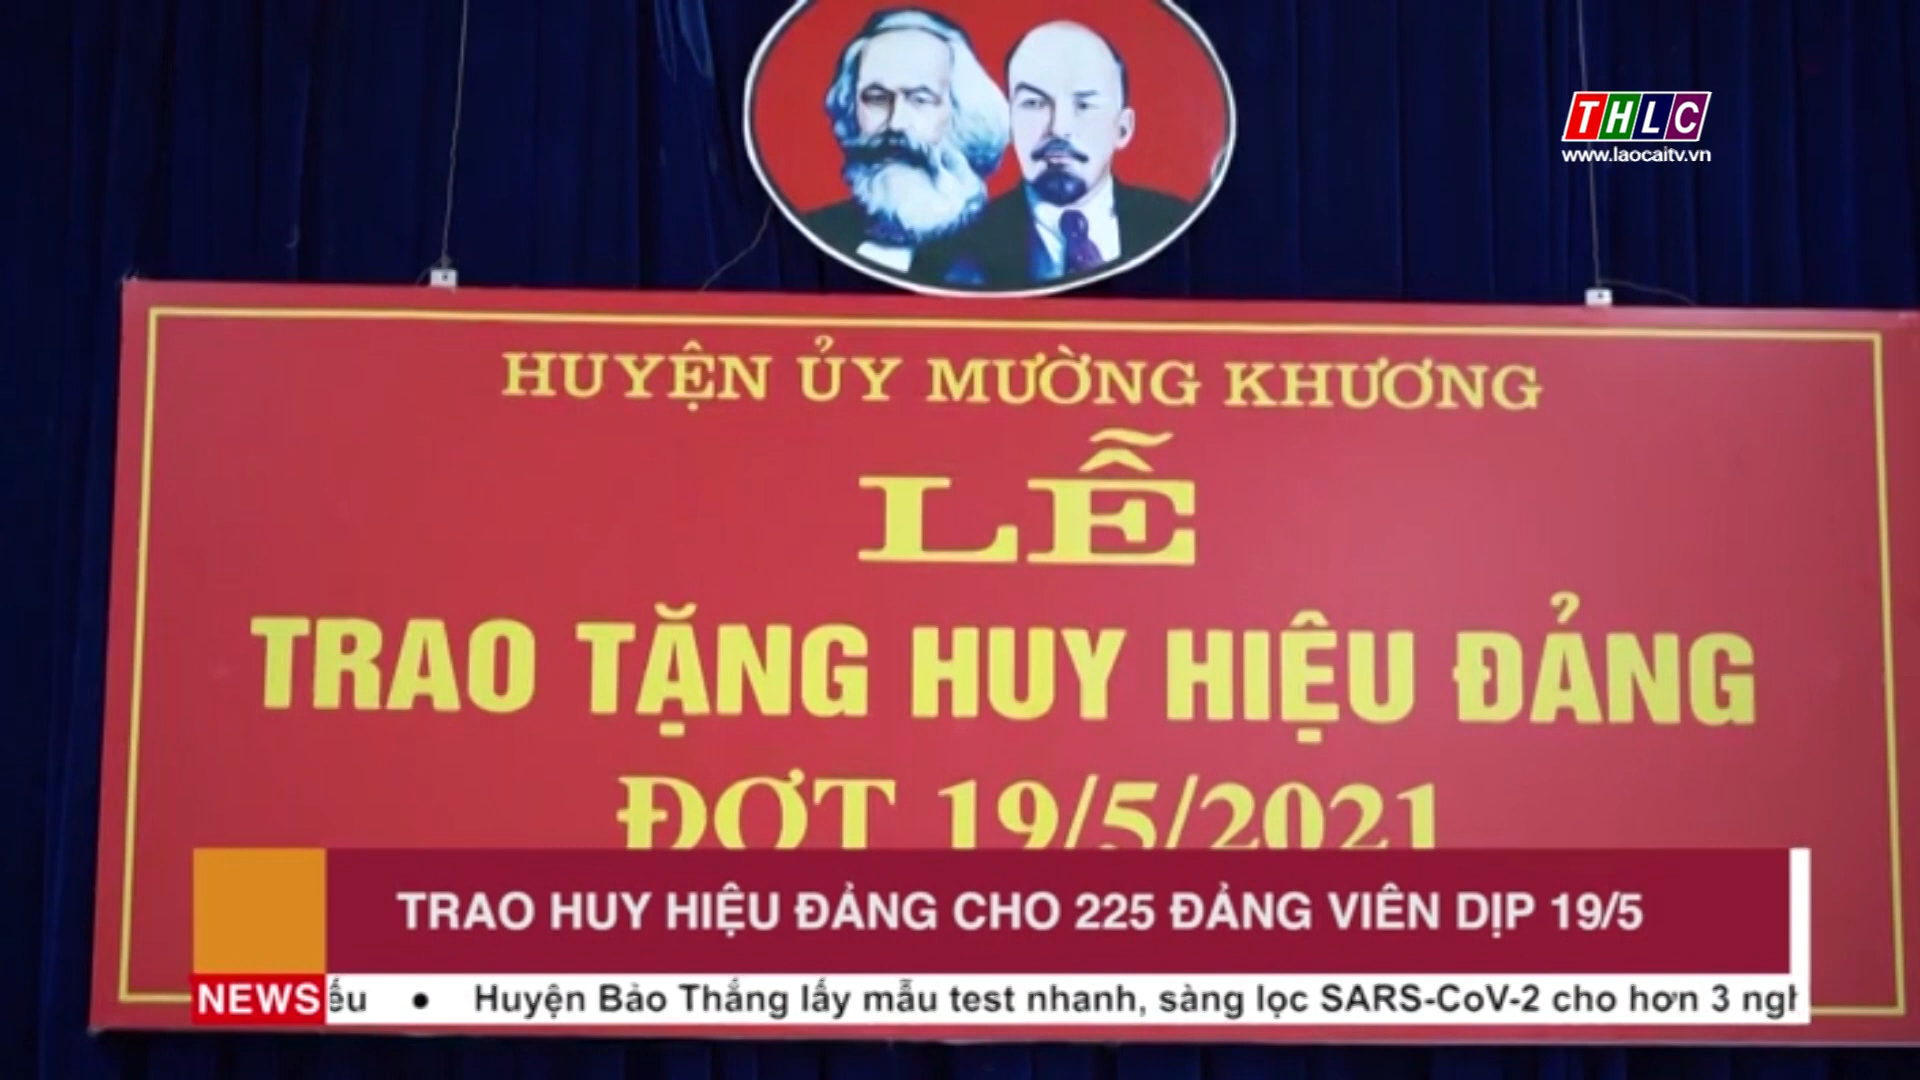 THLC
www.laocaitv.vn
HUYỆN ỦY MƯỜNG KHƯƠNG
LỄ
TRAO TẶNG HUY HIỆU ĐẢNG
ĐỢT 19/5/2021
TRAO HUY HIỆU ĐẢNG CHO 225 ĐẢNG VIÊN DỊP 19/5
NEWS
● Huyện Bảo Thắng lấy mẫu test nhanh, sàng lọc SARS-CoV-2 cho hơn 3